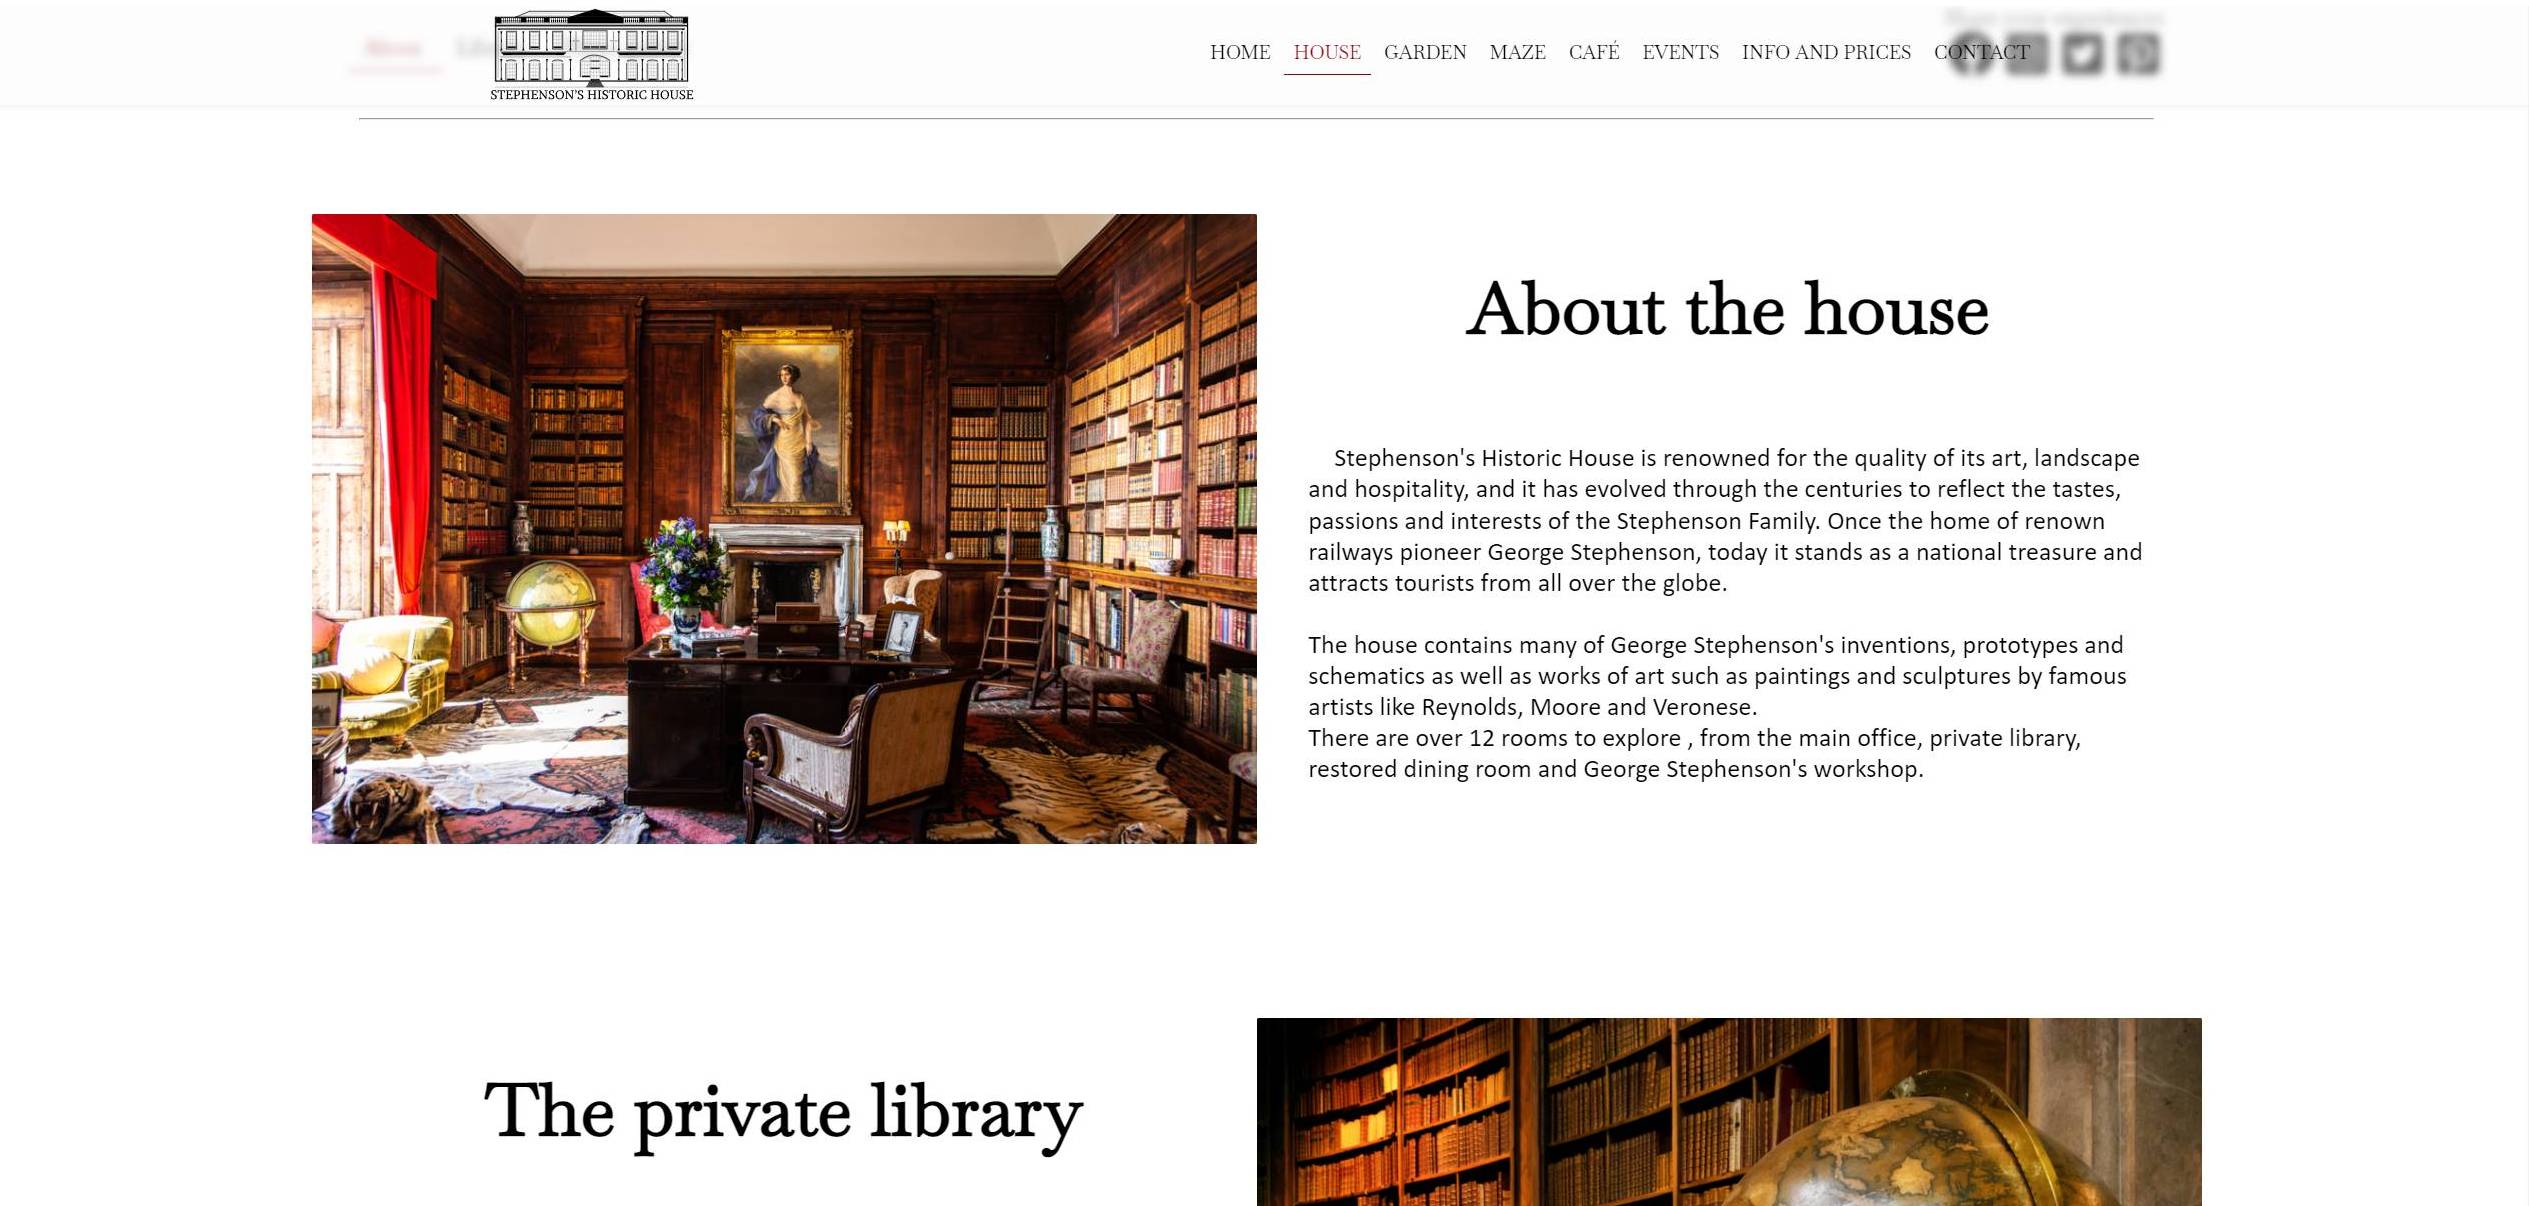 About
STEPHENSON'S HISTORIC HOUSE
HOME HOUSE GARDEN MAZE CAFÉ EVENTS INFO AND PRICES CONTACT
About the house
Stephenson's Historic House is renowned for the quality of its art, landscape
and hospitality, and it has evolved through the centuries to reflect the tastes,
passions and interests of the Stephenson Family. Once the home of renown
railways pioneer George Stephenson, today it stands as a national treasure and
attracts tourists from all over the globe.
The house contains many of George Stephenson's inventions, prototypes and
schematics as well as works of art such as paintings and sculptures by famous
artists like Reynolds, Moore and Veronese.
There are over 12 rooms to explore , from the main office, private library,
restored dining room and George Stephenson's workshop.
The private library